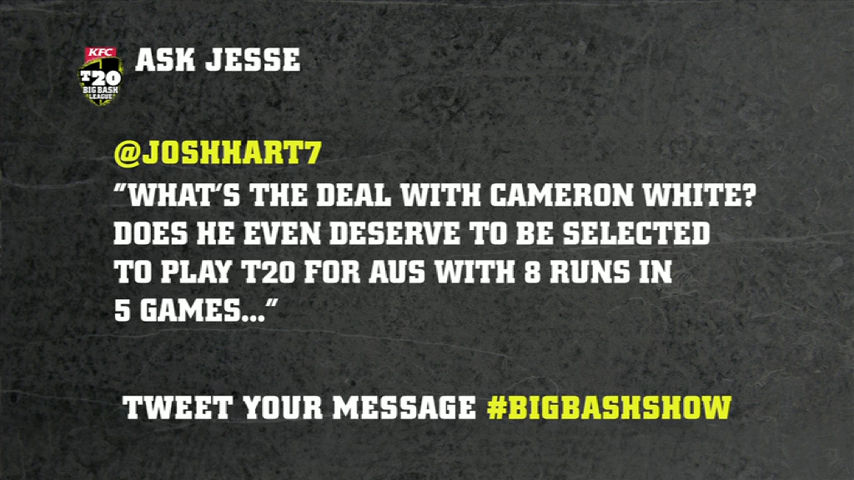 KFC
T20
BIG BASH
LEAGUE
ASK JESSE
@JOSHHART7
"WHAT'S THE DEAL WITH CAMERON WHITE?
DOES HE EVEN DESERVE TO BE SELECTED
TO PLAY T20 FOR AUS WITH 8 RUNS IN
5 GAMES..."
TWEET YOUR MESSAGE #BIGBASHSHOW